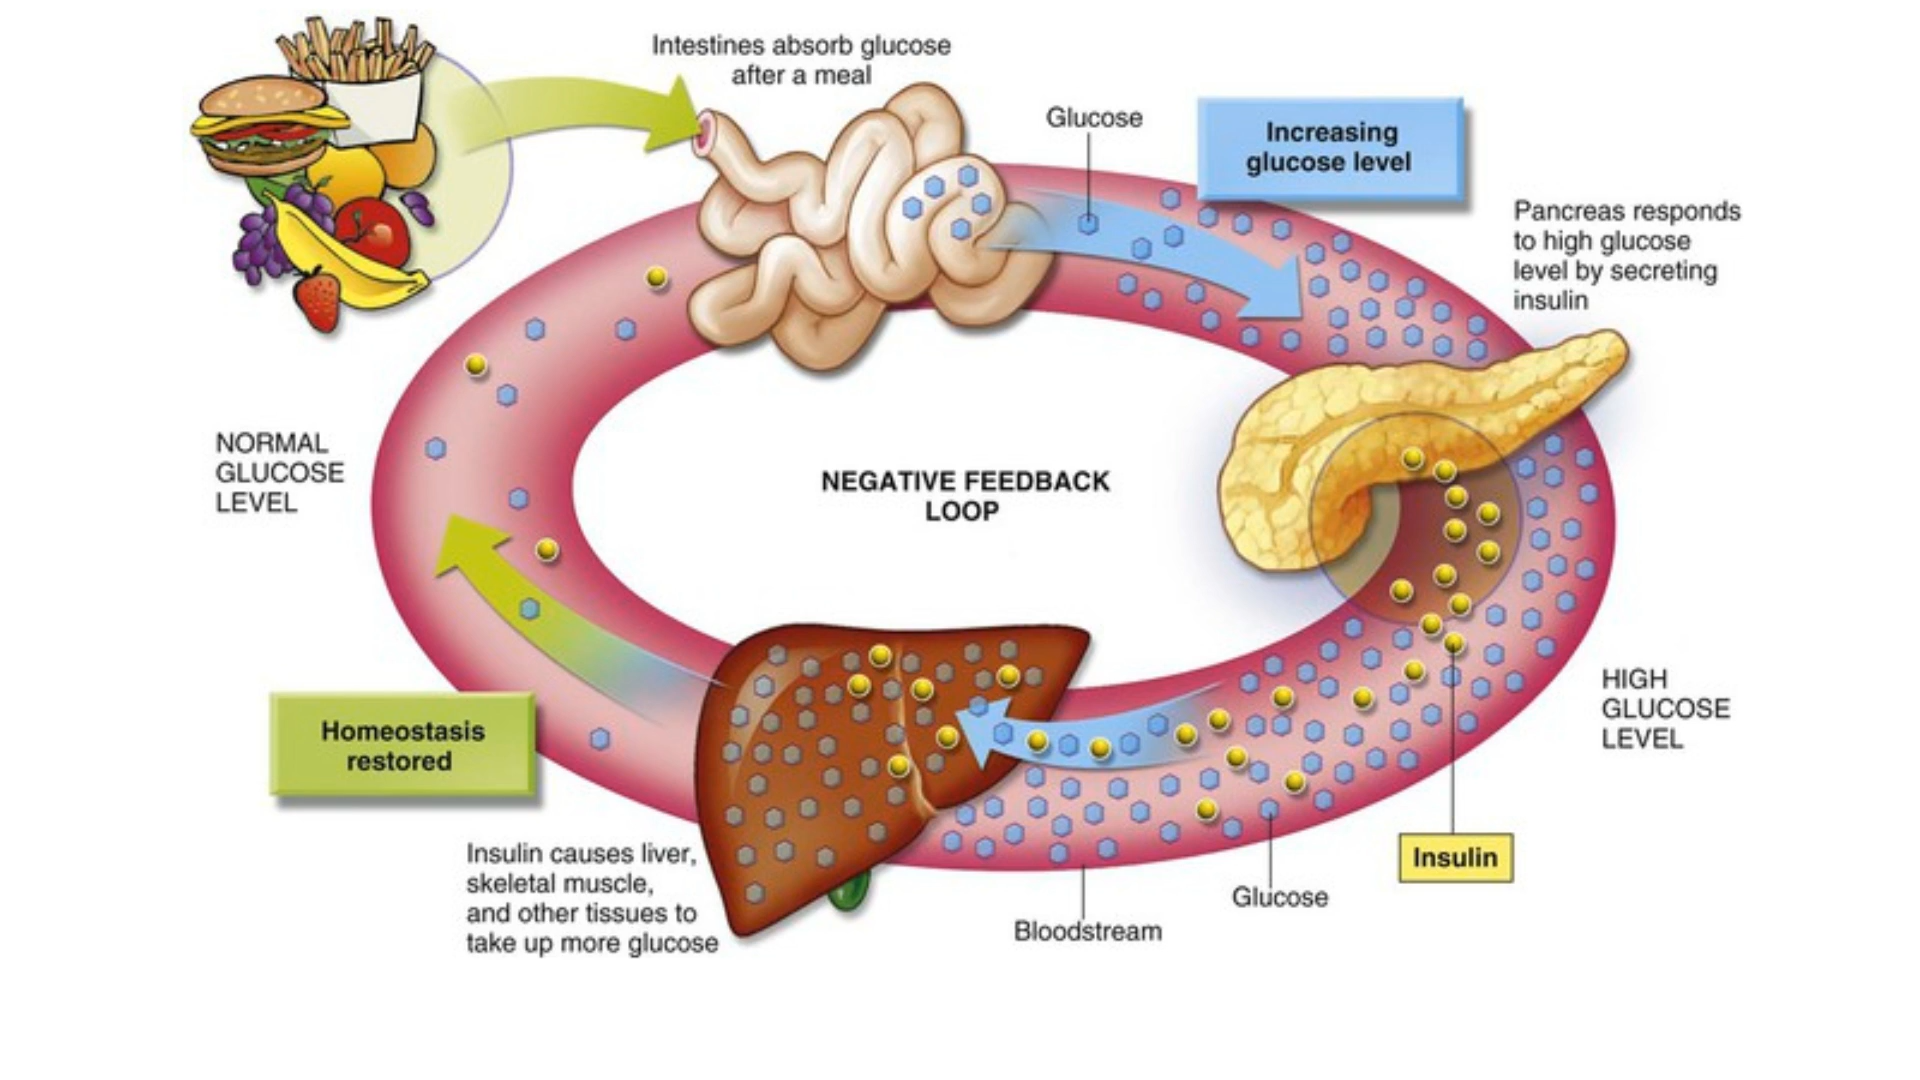 Intestines absorb glucose
after a meal
Glucose
Increasing
glucose level
Pancreas responds
to high glucose
level by secreting
insulin
NORMAL
GLUCOSE
LEVEL
NEGATIVE FEEDBACK
LOOP
HIGH
GLUCOSE
LEVEL
Homeostasis
restored
Insulin
Insulin causes liver,
skeletal muscle,
and other tissues to
take up more glucose
Glucose
Bloodstream